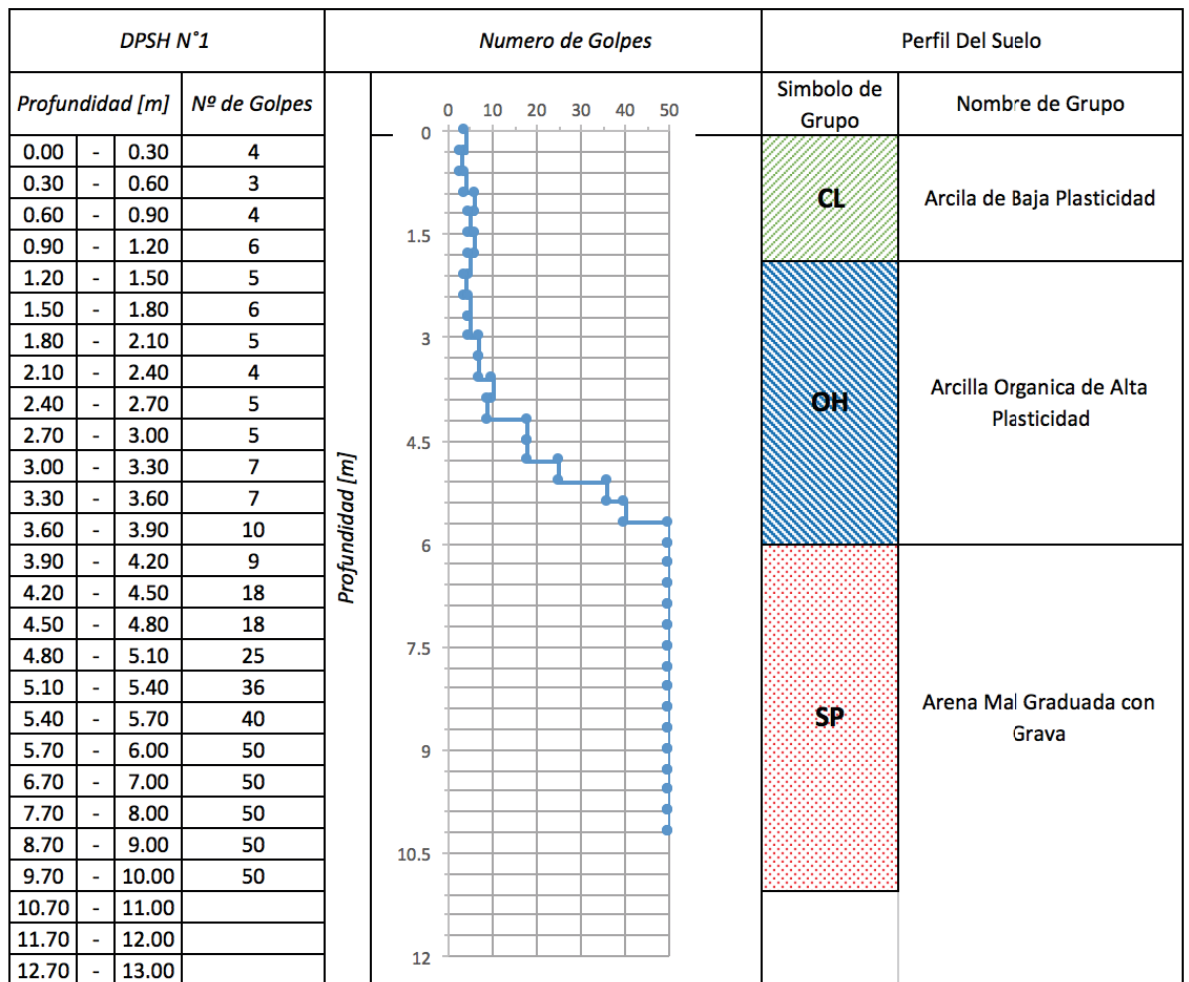 DPSH N°1
Numero de Golpes
Perfil Del Suelo
Profundidad [m]
Nº de Golpes
Simbolo de Grupo
Nombre de Grupo
0.00 - 0.30 4
0.30 - 0.60 3
0.60 - 0.90 4
0.90 - 1.20 6
1.20 - 1.50 5
1.50 - 1.80 6
1.80 - 2.10 5
2.10 - 2.40 4
2.40 - 2.70 5
2.70 - 3.00 5
3.00 - 3.30 7
3.30 - 3.60 7
3.60 - 3.90 10
3.90 - 4.20 9
4.20 - 4.50 18
4.50 - 4.80 18
4.80 - 5.10 25
5.10 - 5.40 36
5.40 - 5.70 40
5.70 - 6.00 50
6.70 - 7.00 50
7.70 - 8.00 50
8.70 - 9.00 50
9.70 - 10.00 50
10.70 - 11.00
11.70 - 12.00
12.70 - 13.00
Profundidad [m]
0 10 20 30 40 50
0
1.5
3
4.5
6
7.5
9
10.5
12
CL
Arcila de Baja Plasticidad
OH
Arcilla Organica de Alta
Plasticidad
SP
Arena Mal Graduada con
Grava